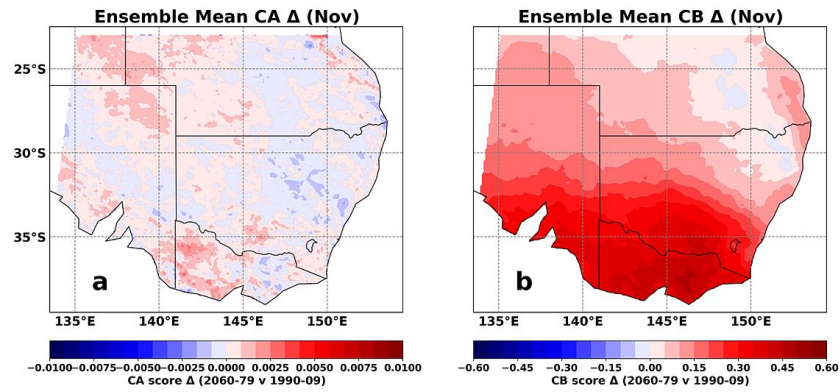 Ensemble Mean CA Δ (Nov)
25°S
30°S
35°S
a
135°E 140°E 145°E 150°E
−0.0100 −0.0075 −0.0050 −0.0025 0.0000 0.0025 0.0050 0.0075 0.0100
CA score Δ (2060-79 v 1990-09)
Ensemble Mean CB Δ (Nov)
25°S
30°S
35°S
b
135°E 140°E 145°E 150°E
−0.60 −0.45 −0.30 −0.15 0.00 0.15 0.30 0.45 0.60
CB score Δ (2060-79 v 1990-09)